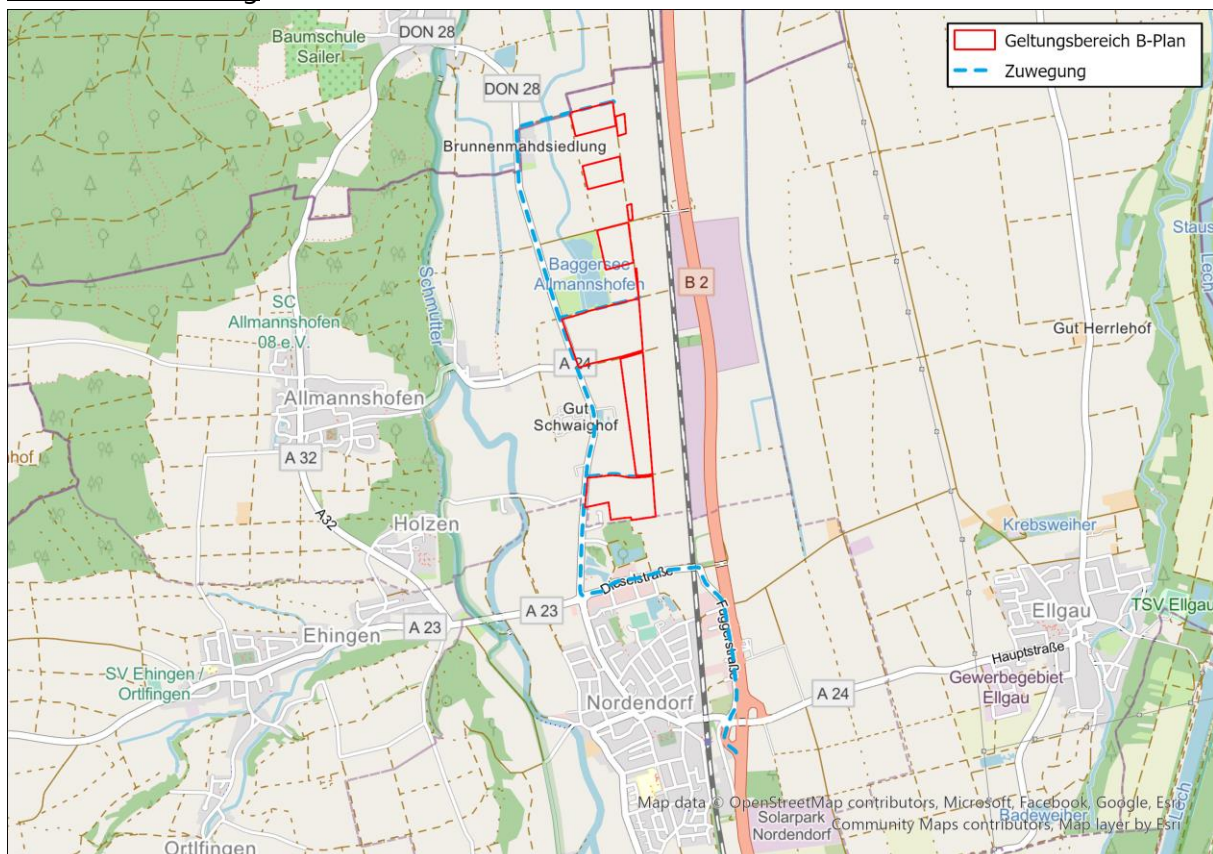 DON 28
Baumschule
Sailer
Geltungsbereich B-Plan
Zuwegung
DON 28
Brunnenmahdsiedlung
Staus
Lech
Baggersee
Allmannshofen
B 2
Schmutter
SC
Allmannshofen
08 e.V.
Gut Herrlehof
A 24
Allmannshofen
Gut
Schwaighof
hof
A 32
A32
Holzen
Krebsweiher
Dieselstraße
Fuggerstraße
A 23
A 23
Ehingen
Ellgau
TSV Ellgau
Hauptstraße
SV Ehingen /
Ortlfingen
Gewerbegebiet
Ellgau
A 24
Nordendorf
Lech
Map data © OpenStreetMap contributors, Microsoft, Facebook, Google, Esri
Community Maps contributors, Map layer by Esri
Solarpark
Nordendorf
Badeweiher
Ortlfingen